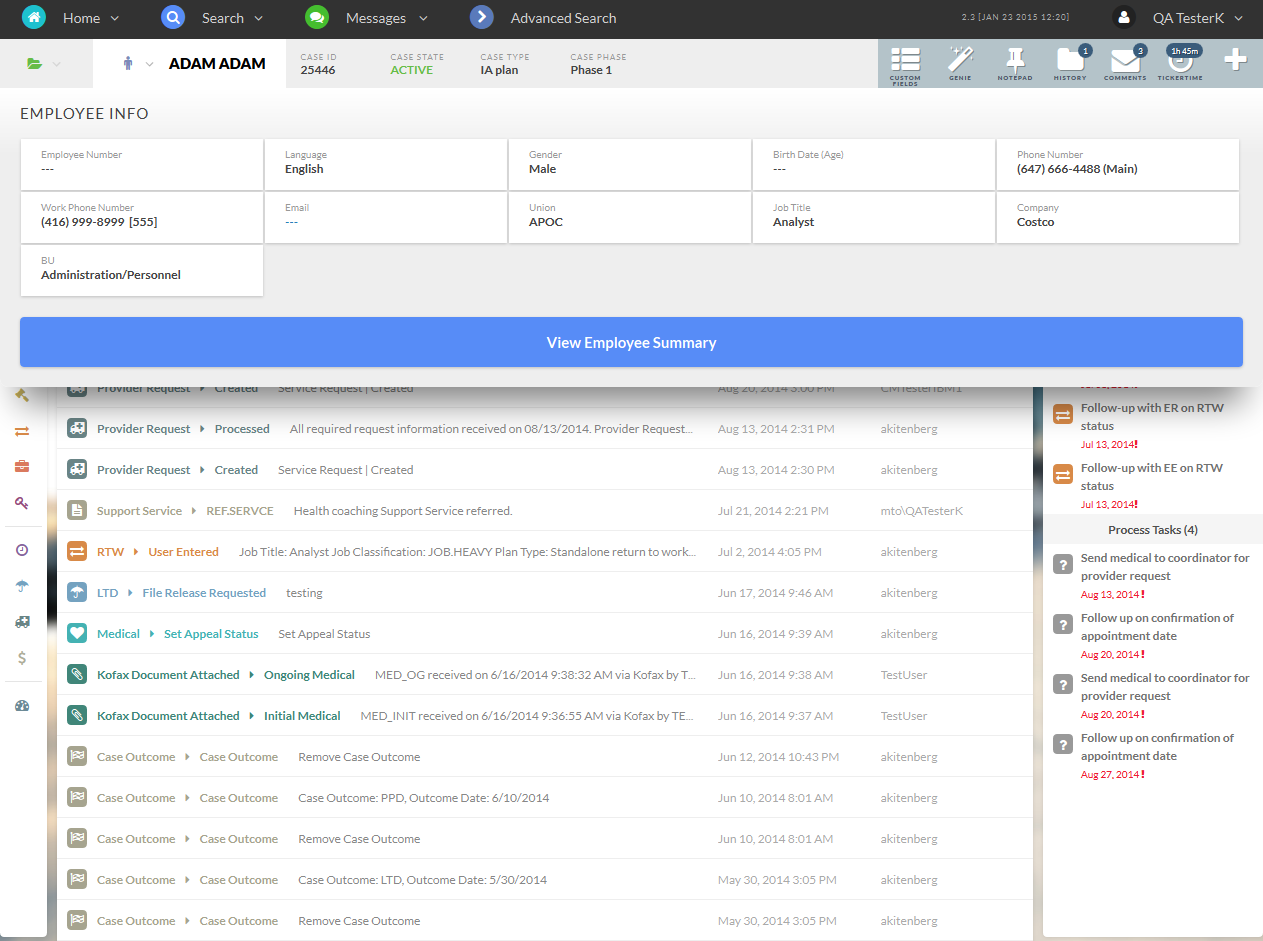 Home Search Messages Advanced Search 2.3 [JAN 23 2015 12:20] QA TesterK
ADAM ADAM
CASE ID CASE STATE CASE TYPE CASE PHASE
25446 ACTIVE IA plan Phase 1
1 3 1h 45m
CUSTOM FIELDS GENIE NOTEPAD HISTORY COMMENTS TICKERTIME
EMPLOYEE INFO
Employee Number Language Gender Birth Date (Age) Phone Number
--- English Male --- (647) 666-4488 (Main)
Work Phone Number Email Union Job Title Company
(416) 999-8999 [555] --- APOC Analyst Costco
BU
Administration/Personnel
View Employee Summary
Provider Request Created Service Request | Created Aug 20, 2014 3:00 PM CMTesterIBM1
Provider Request Processed All required request information received on 08/13/2014. Provider Request... Aug 13, 2014 2:31 PM akitenberg
Provider Request Created Service Request | Created Aug 13, 2014 2:30 PM akitenberg
Support Service REF.SERVCE Health coaching Support Service referred. Jul 21, 2014 2:21 PM mto\QATesterK
RTW User Entered Job Title: Analyst Job Classification: JOB.HEAVY Plan Type: Standalone return to work... Jul 2, 2014 4:05 PM akitenberg
LTD File Release Requested testing Jun 17, 2014 9:46 AM akitenberg
Medical Set Appeal Status Set Appeal Status Jun 16, 2014 9:39 AM akitenberg
Kofax Document Attached Ongoing Medical MED_OG received on 6/16/2014 9:38:32 AM via Kofax by T... Jun 16, 2014 9:38 AM TestUser
Kofax Document Attached Initial Medical MED_INIT received on 6/16/2014 9:36:55 AM via Kofax by TE... Jun 16, 2014 9:37 AM TestUser
Case Outcome Case Outcome Remove Case Outcome Jun 12, 2014 10:43 PM akitenberg
Case Outcome Case Outcome Case Outcome: PPD, Outcome Date: 6/10/2014 Jun 10, 2014 8:01 AM akitenberg
Case Outcome Case Outcome Remove Case Outcome Jun 10, 2014 8:01 AM akitenberg
Case Outcome Case Outcome Case Outcome: LTD, Outcome Date: 5/30/2014 May 30, 2014 3:05 PM akitenberg
Case Outcome Case Outcome Remove Case Outcome May 30, 2014 3:05 PM akitenberg
Follow-up with ER on RTW
status
Jul 13, 2014!
Follow-up with EE on RTW
status
Jul 13, 2014!
Process Tasks (4)
Send medical to coordinator for
provider request
Aug 13, 2014 !
Follow up on confirmation of
appointment date
Aug 20, 2014 !
Send medical to coordinator for
provider request
Aug 20, 2014 !
Follow up on confirmation of
appointment date
Aug 27, 2014 !